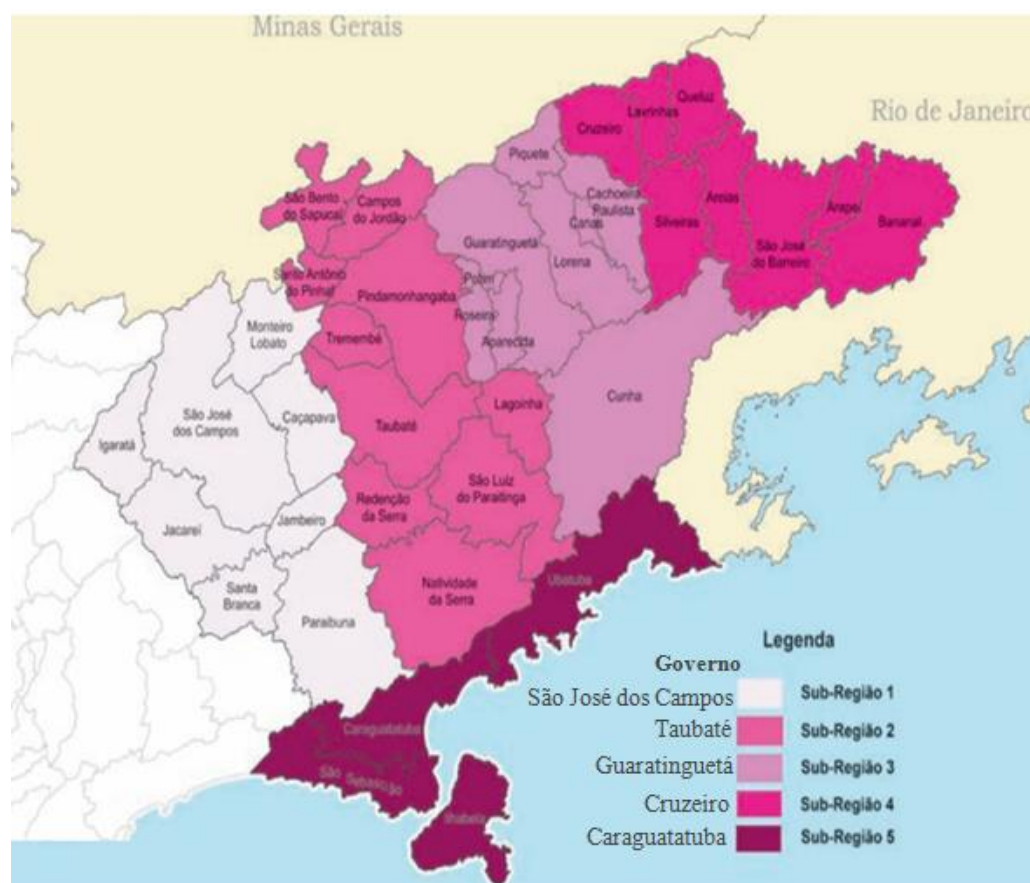 Minas Gerais
Rio de Janeiro
Queluz
Lavrinhas
Cruzeiro
Piquete
Cachoeira
Paulista
Canas
Silveiras
Areias
São José
do Barreiro
Arapeí
Bananal
São Bento
do Sapucaí
Campos
do Jordão
Guaratinguetá
Lorena
Santo Antônio
do Pinhal
Pindamonhangaba
Potim
Roseira
Aparecida
Monteiro
Lobato
Tremembé
Cunha
Lagoinha
São José
dos Campos
Caçapava
Taubaté
Igaratá
São Luiz
do Paraitinga
Redenção
da Serra
Jacareí
Jambeiro
Ubatuba
Santa
Branca
Natividade
da Serra
Paraibuna
Caraguatatuba
São Sebastião
Ilhabela
Legenda
Governo
São José dos Campos Sub-Região 1
Taubaté Sub-Região 2
Guaratinguetá Sub-Região 3
Cruzeiro Sub-Região 4
Caraguatatuba Sub-Região 5